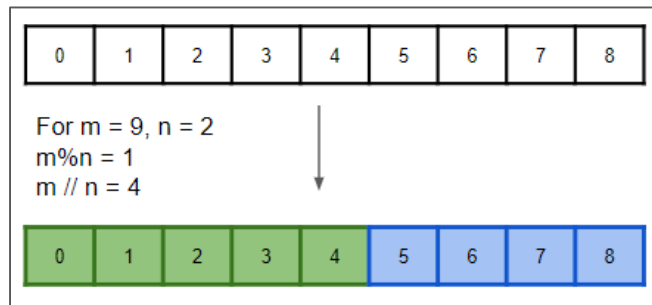 0 1 2 3 4 5 6 7 8
For m = 9, n = 2
m%n = 1
m // n = 4
0 1 2 3 4 5 6 7 8